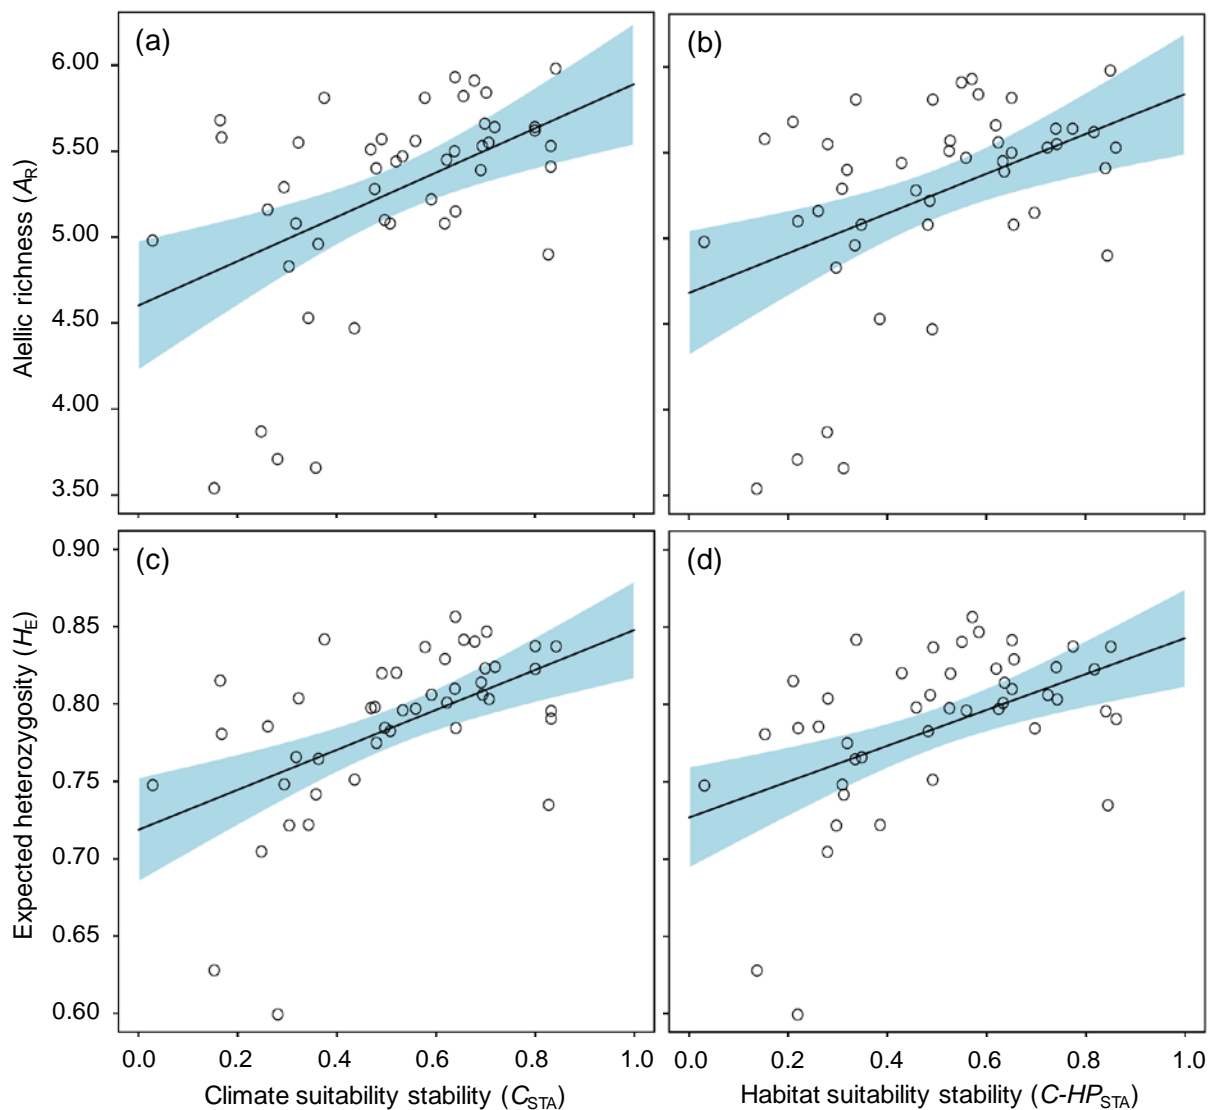 (a)
(b)
6.00
5.50
5.00
4.50
4.00
3.50
Alellic richness (AR)
(c)
(d)
0.90
0.85
0.80
0.75
0.70
0.65
0.60
Expected heterozygosity (HE)
0.0 0.2 0.4 0.6 0.8 1.0
0.0 0.2 0.4 0.6 0.8 1.0
Climate suitability stability (CSTA)
Habitat suitability stability (C-HPSTA)